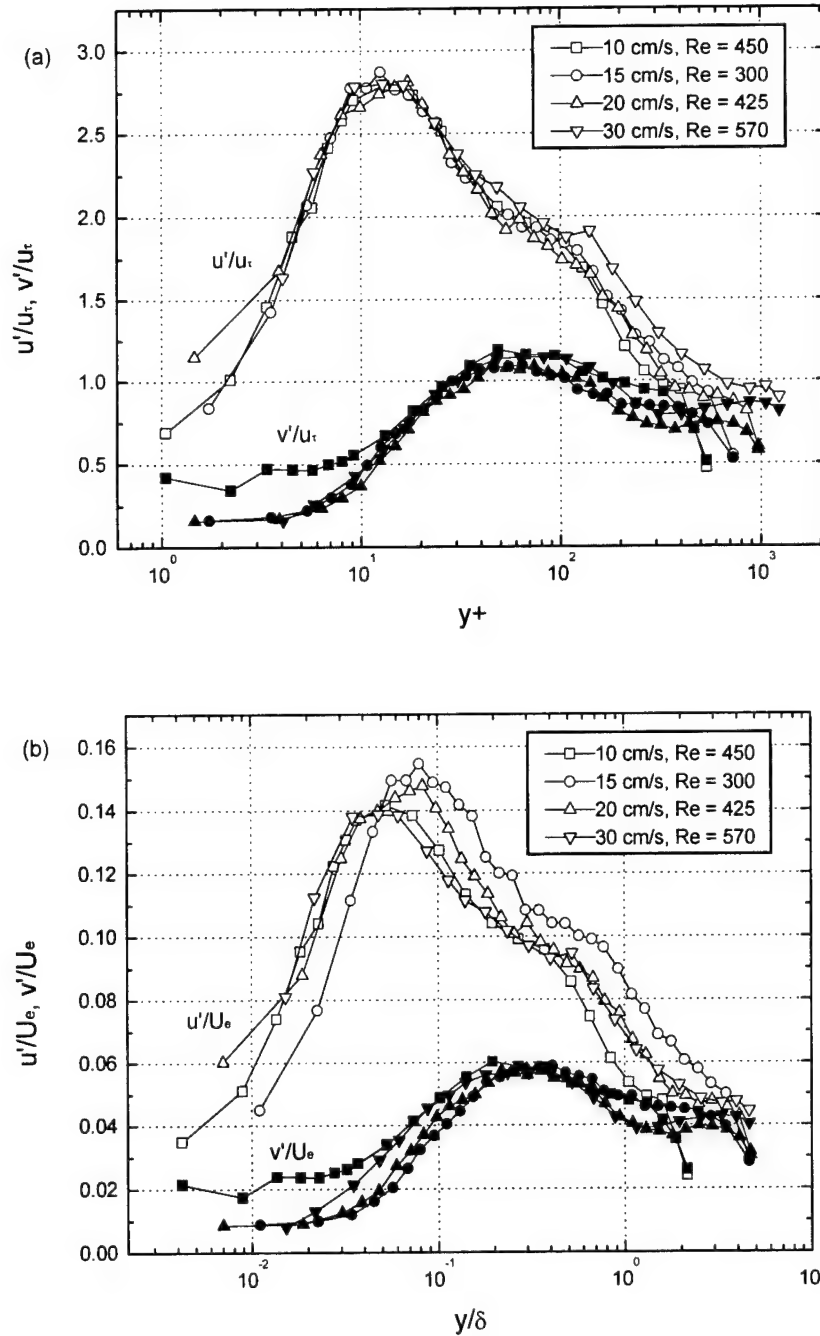 (a)
3.0
2.5
2.0
1.5
1.0
0.5
0.0
u'/uτ, v'/uτ
10 cm/s, Re = 450
15 cm/s, Re = 300
20 cm/s, Re = 425
30 cm/s, Re = 570
u'/uτ
v'/uτ
10⁰
10¹
10²
10³
y+
(b)
0.16
0.14
0.12
0.10
0.08
0.06
0.04
0.02
0.00
u'/Ue, v'/Ue
10 cm/s, Re = 450
15 cm/s, Re = 300
20 cm/s, Re = 425
30 cm/s, Re = 570
u'/Ue
v'/Ue
10⁻²
10⁻¹
10⁰
10
y/δ